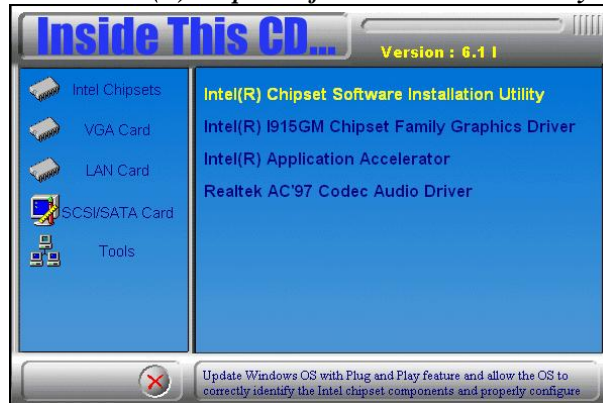 Inside This CD...
Version : 6.1 I
Intel Chipsets
VGA Card
LAN Card
SCSI/SATA Card
Tools
Intel(R) Chipset Software Installation Utility
Intel(R) I915GM Chipset Family Graphics Driver
Intel(R) Application Accelerator
Realtek AC'97 Codec Audio Driver
Update Windows OS with Plug and Play feature and allow the OS to
correctly identify the Intel chipset components and properly configure